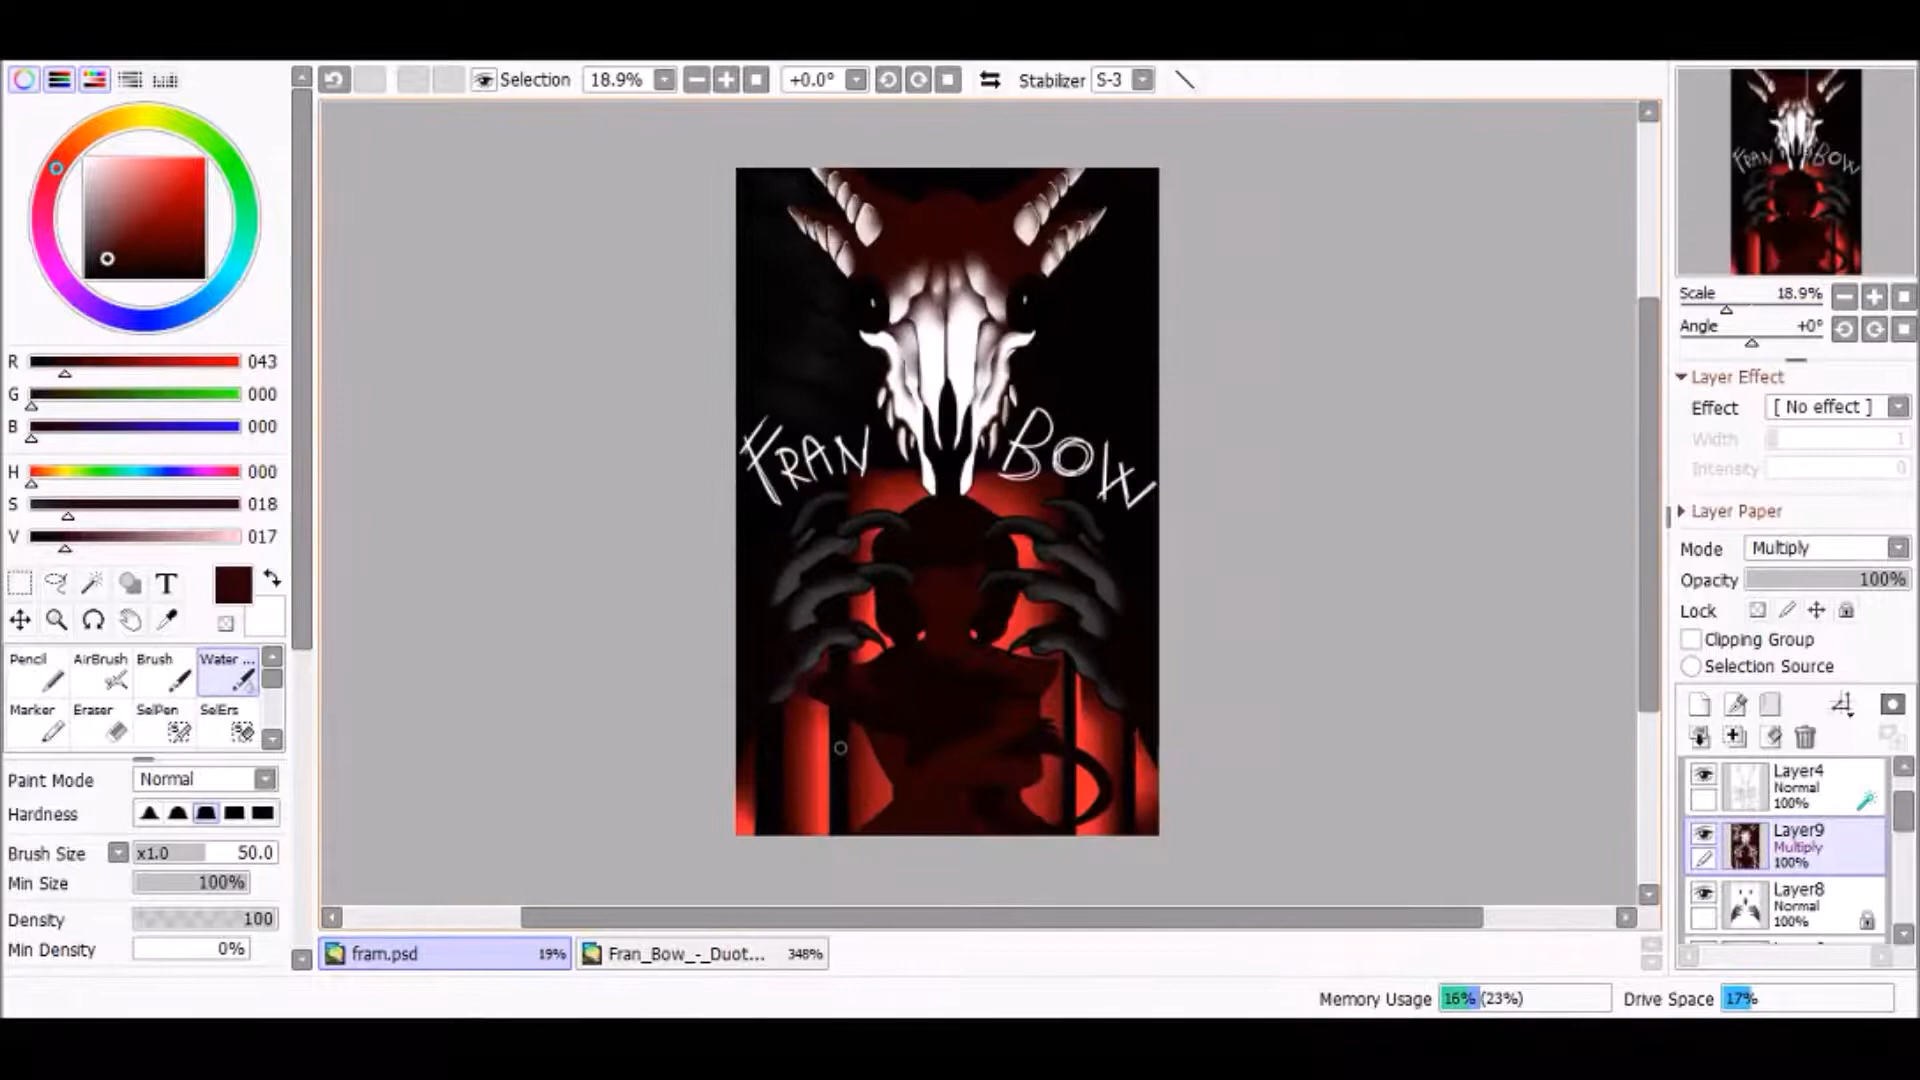 Selection 18.9% +0.0° Stabilizer S-3
R 043
G 000
B 000
H 000
S 018
V 017
T
Pencil AirBrush Brush Water ...
Marker Eraser SelPen SelErs
Paint Mode Normal
Hardness
Brush Size x1.0 50.0
Min Size 100%
Density 100
Min Density 0%
FRAN BOW
FRAN BOW
Scale 18.9%
Angle +0°
Layer Effect
Effect [ No effect ]
Width 1
Intensity 0
Layer Paper
Mode Multiply
Opacity 100%
Lock
Clipping Group
Selection Source
Layer4
Normal
100%
Layer9
Multiply
100%
Layer8
Normal
100%
fram.psd 19% Fran_Bow_-_Duot... 348%
Memory Usage 16% (23%) Drive Space 17%